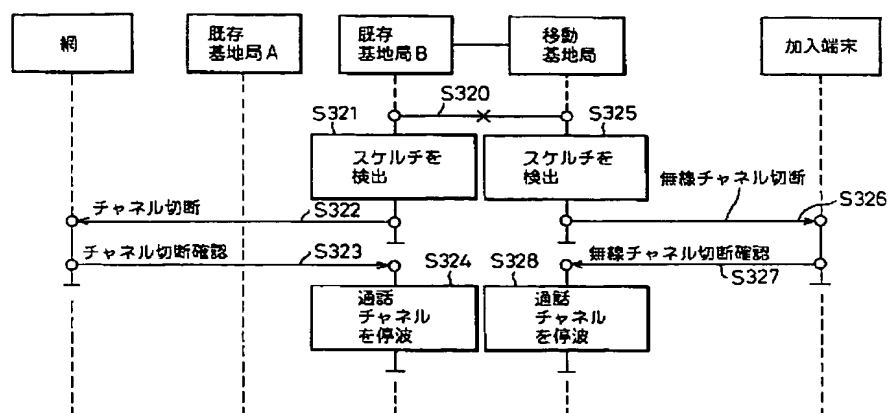 網
既存
基地局A
既存
基地局B
移動
基地局
加入端末
S320
S321
S325
スケルチを
検出
スケルチを
検出
無線チャネル切断
S326
チャネル切断
S322
チャネル切断確認
S323
S324
S328
無線チャネル切断確認
S327
通話
チャネル
を停波
通話
チャネル
を停波